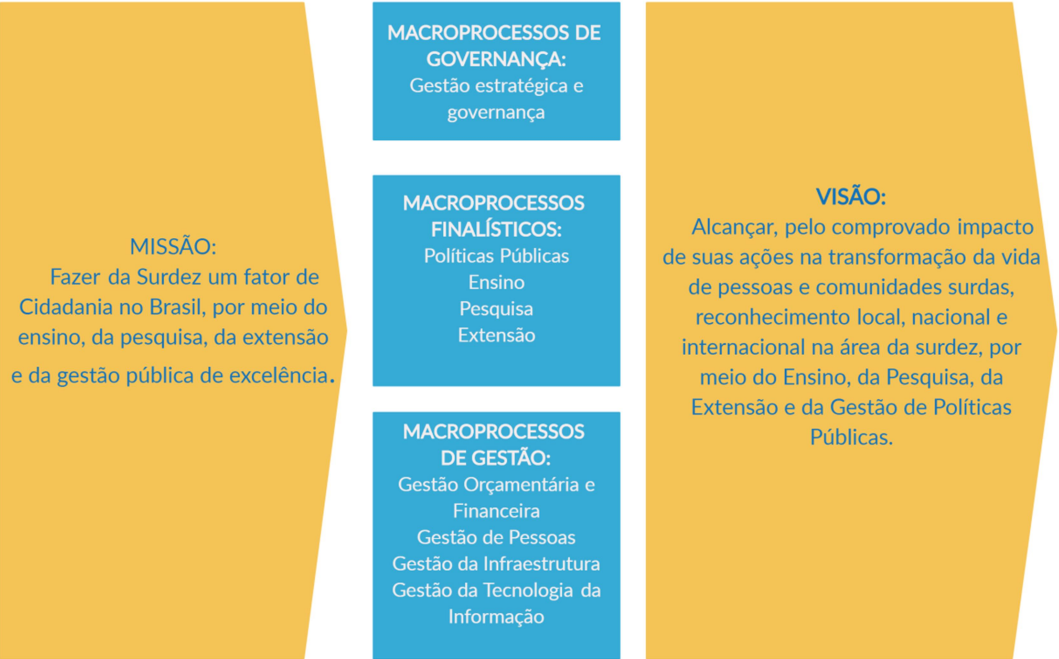 MISSÃO:
Fazer da Surdez um fator de
Cidadania no Brasil, por meio do
ensino, da pesquisa, da extensão
e da gestão pública de excelência.
MACROPROCESSOS DE
GOVERNANÇA:
Gestão estratégica e
governança
MACROPROCESSOS
FINALÍSTICOS:
Políticas Públicas
Ensino
Pesquisa
Extensão
MACROPROCESSOS
DE GESTÃO:
Gestão Orçamentária e
Financeira
Gestão de Pessoas
Gestão da Infraestrutura
Gestão da Tecnologia da
Informação
VISÃO:
Alcançar, pelo comprovado impacto
de suas ações na transformação da vida
de pessoas e comunidades surdas,
reconhecimento local, nacional e
internacional na área da surdez, por
meio do Ensino, da Pesquisa, da
Extensão e da Gestão de Políticas
Públicas.